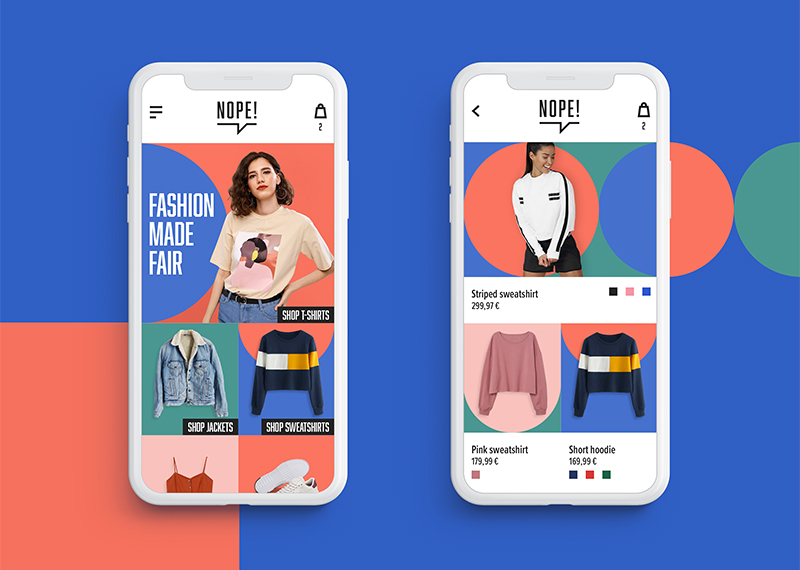 NOPE!
2
FASHION
MADE
FAIR
SHOP T-SHIRTS
SHOP JACKETS
SHOP SWEATSHIRTS
NOPE!
2
Striped sweatshirt
299,97 €
Pink sweatshirt
179,99 €
Short hoodie
169,99 €